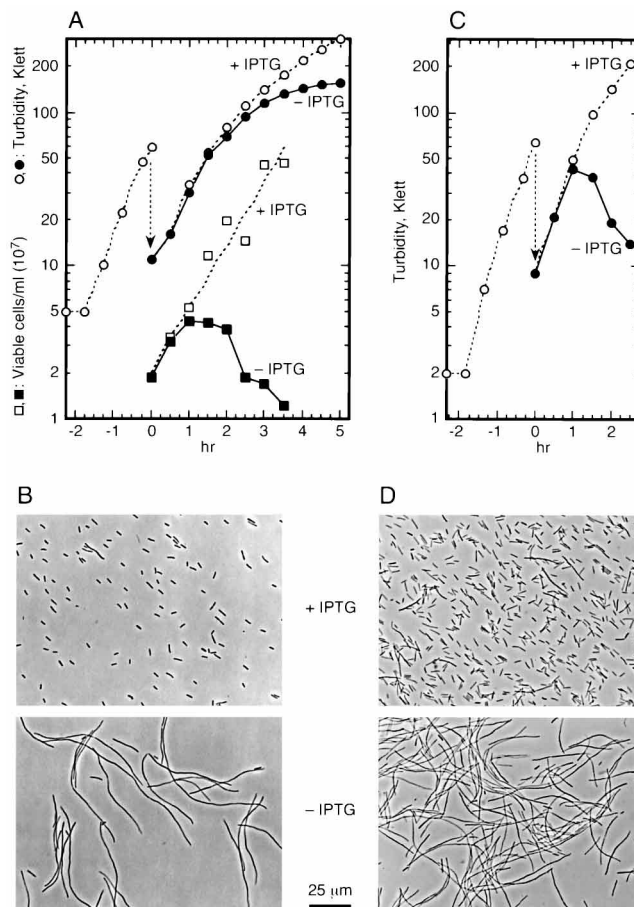 A
C
○,●: Turbidity, Klett
□,■: Viable cells/ml (10⁷)
200
100
50
20
10
5
2
1
+ IPTG
– IPTG
+ IPTG
– IPTG
-2 -1 0 1 2 3 4 5
hr
Turbidity, Klett
200
100
50
20
10
5
2
1
+ IPTG
– IPTG
-2 -1 0 1 2
hr
B
D
+ IPTG
– IPTG
25 μm